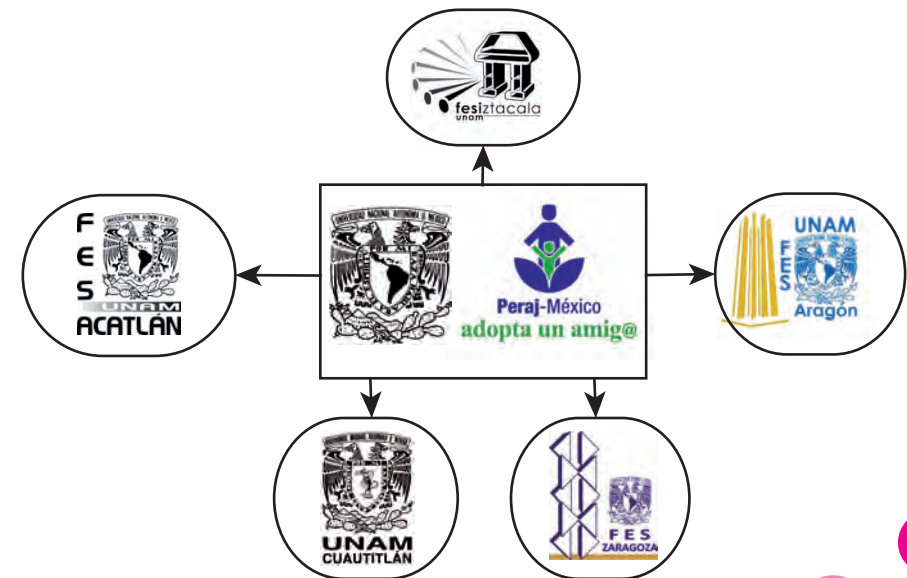 fesiztacala
unam
F
E
S
UNAM
ACATLÁN
Peraj-México
adopta un amig@
UNAM
FES
Aragón
UNAM
CUAUTITLÁN
FES
ZARAGOZA